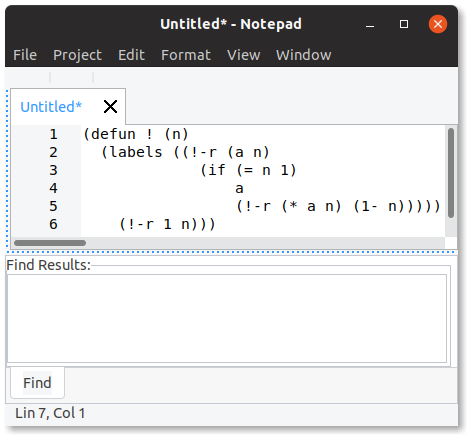 Untitled* - Notepad
File Project Edit Format View Window
Untitled*
1 (defun ! (n)
2   (labels ((!-r (a n)
3             (if (= n 1)
4                 a
5                 (!-r (* a n) (1- n)))))
6     (!-r 1 n)))
Find Results:
Find
Lin 7, Col 1